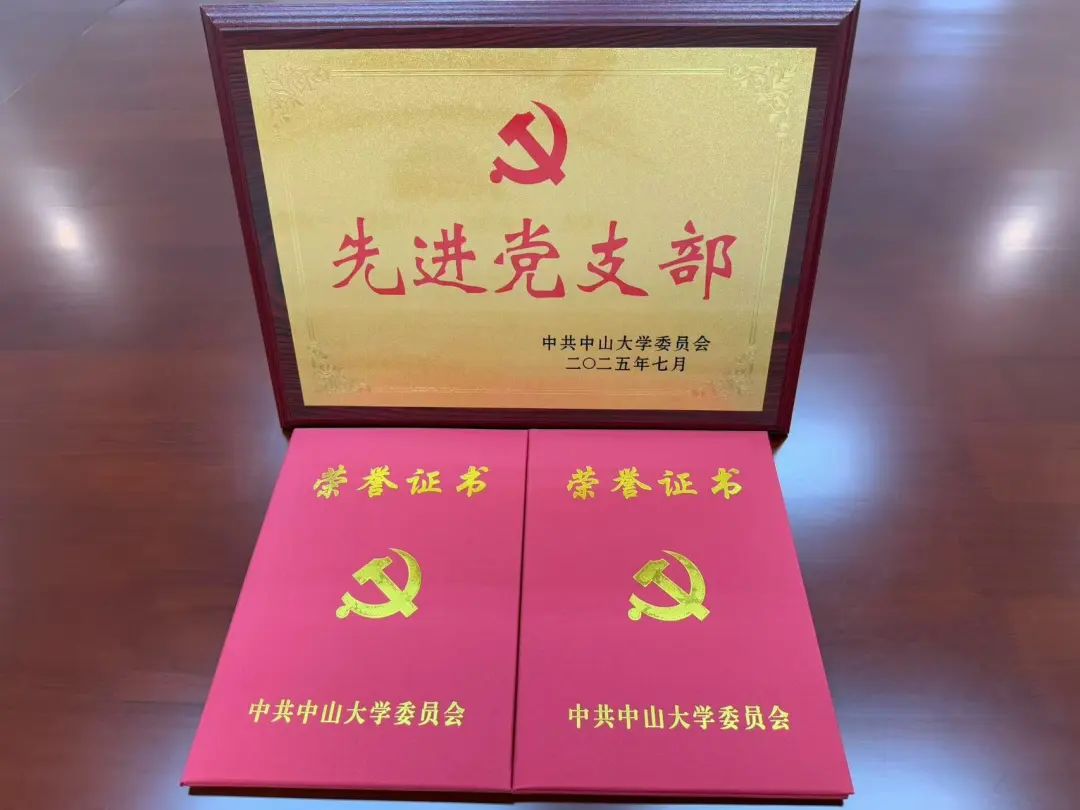 先进党支部
中共中山大学委员会
二〇二五年七月
荣誉证书
中共中山大学委员会
荣誉证书
中共中山大学委员会